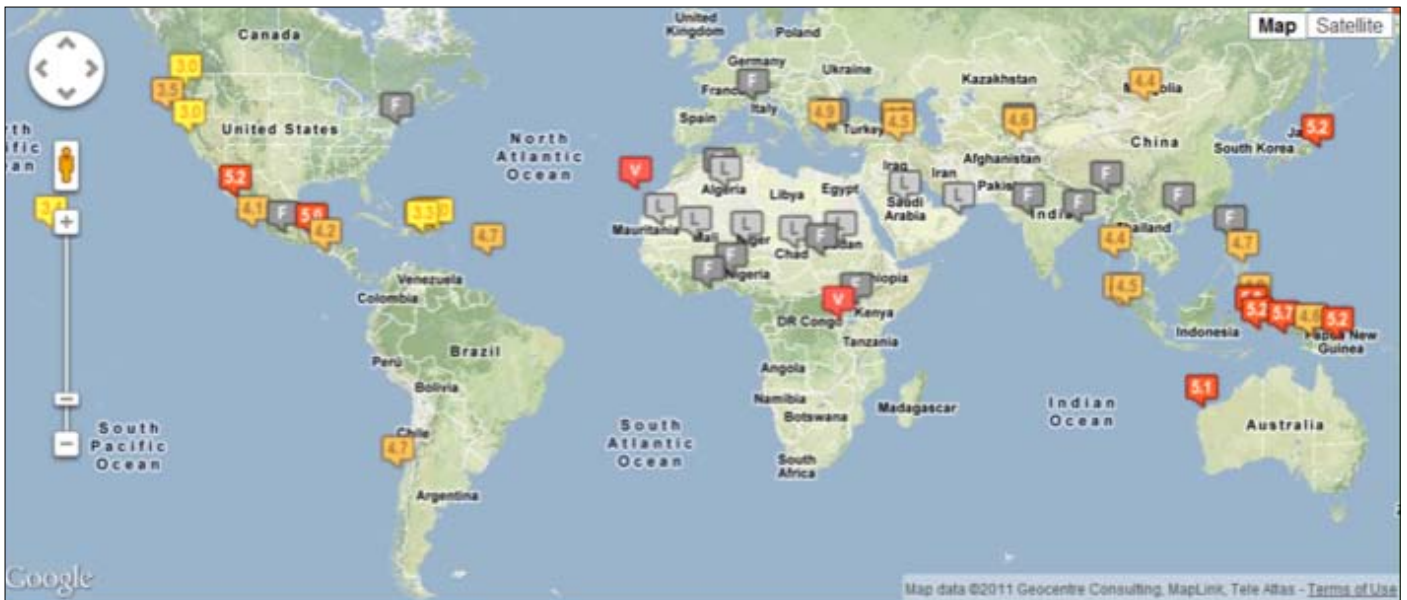 United
Kingdom
Poland
Map
Satellite
Canada
Germany
Ukraine
3.0
F
Kazakhstan
4.4
3.5
F
Italy
3.0
United States
Spain
4.9
Turkey
4.5
4.6
China
5.2
South Korea
North
Atlantic
Ocean
Afghanistan
Iraq
Iran
5.2
V
L
Algeria
Libya
Egypt
L
Saudi
Arabia
L
F
F
F
F
4.1
F
3.3
L
L
L
L
L
F
India
F
4.2
4.7
Mauritania
Mali
Niger
Chad
F
4.4
Thailand
4.7
F
F
Nigeria
Venezuela
Colombia
V
F
Kenya
4.5
DR Congo
5.2
5.7
5.2
Indonesia
Papua New
Guinea
Tanzania
Brazil
Perú
Bolivia
Angola
Namibia
Botswana
Madagascar
5.1
Indian
Ocean
Australia
South
Pacific
Ocean
Chile
4.7
South
Atlantic
Ocean
South
Africa
Argentina
Google
Map data ©2011 Geocentre Consulting, MapLink, Tele Atlas - Terms of Use